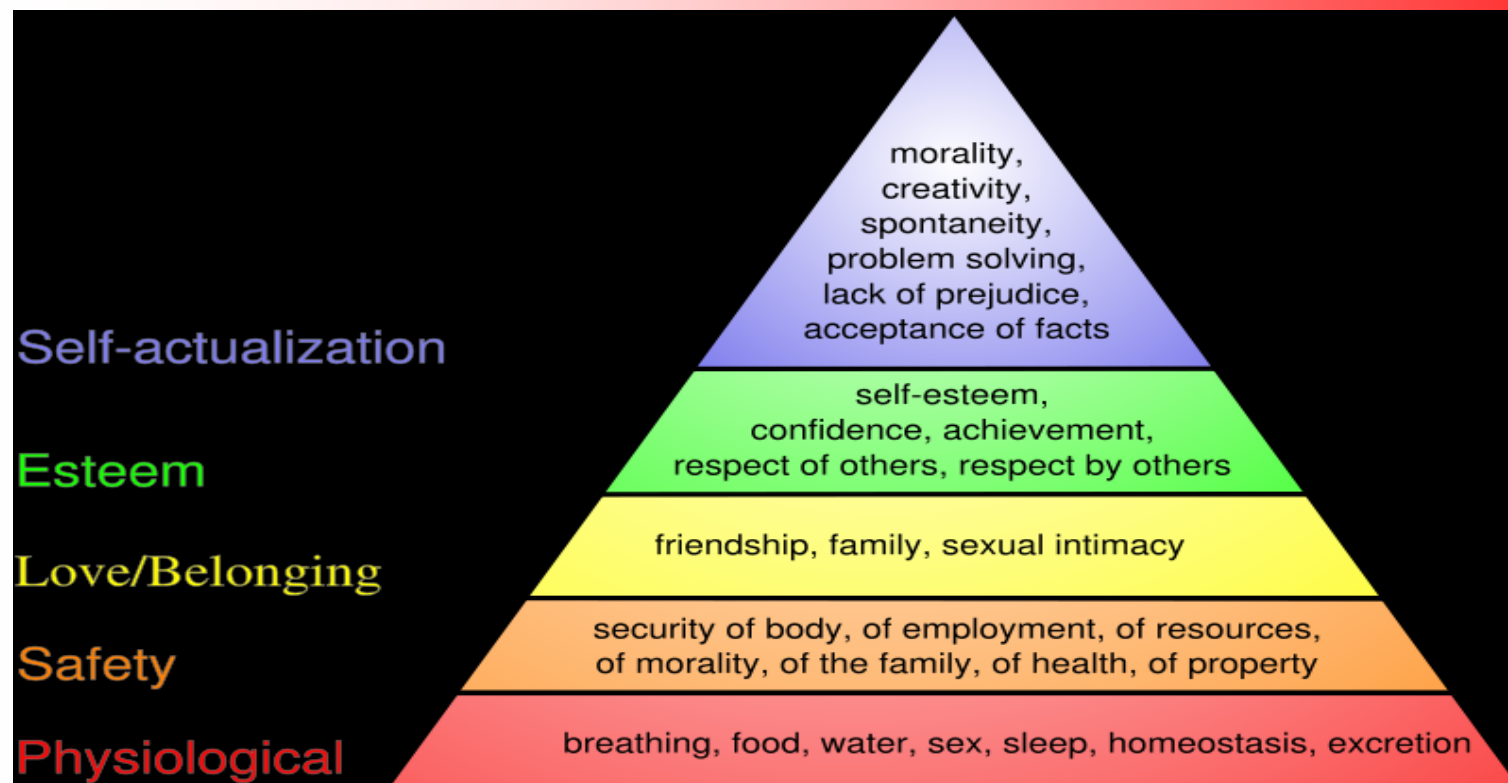 morality,
creativity,
spontaneity,
problem solving,
lack of prejudice,
acceptance of facts
Self-actualization
self-esteem,
confidence, achievement,
respect of others, respect by others
Esteem
friendship, family, sexual intimacy
Love/Belonging
security of body, of employment, of resources,
of morality, of the family, of health, of property
Safety
breathing, food, water, sex, sleep, homeostasis, excretion
Physiological